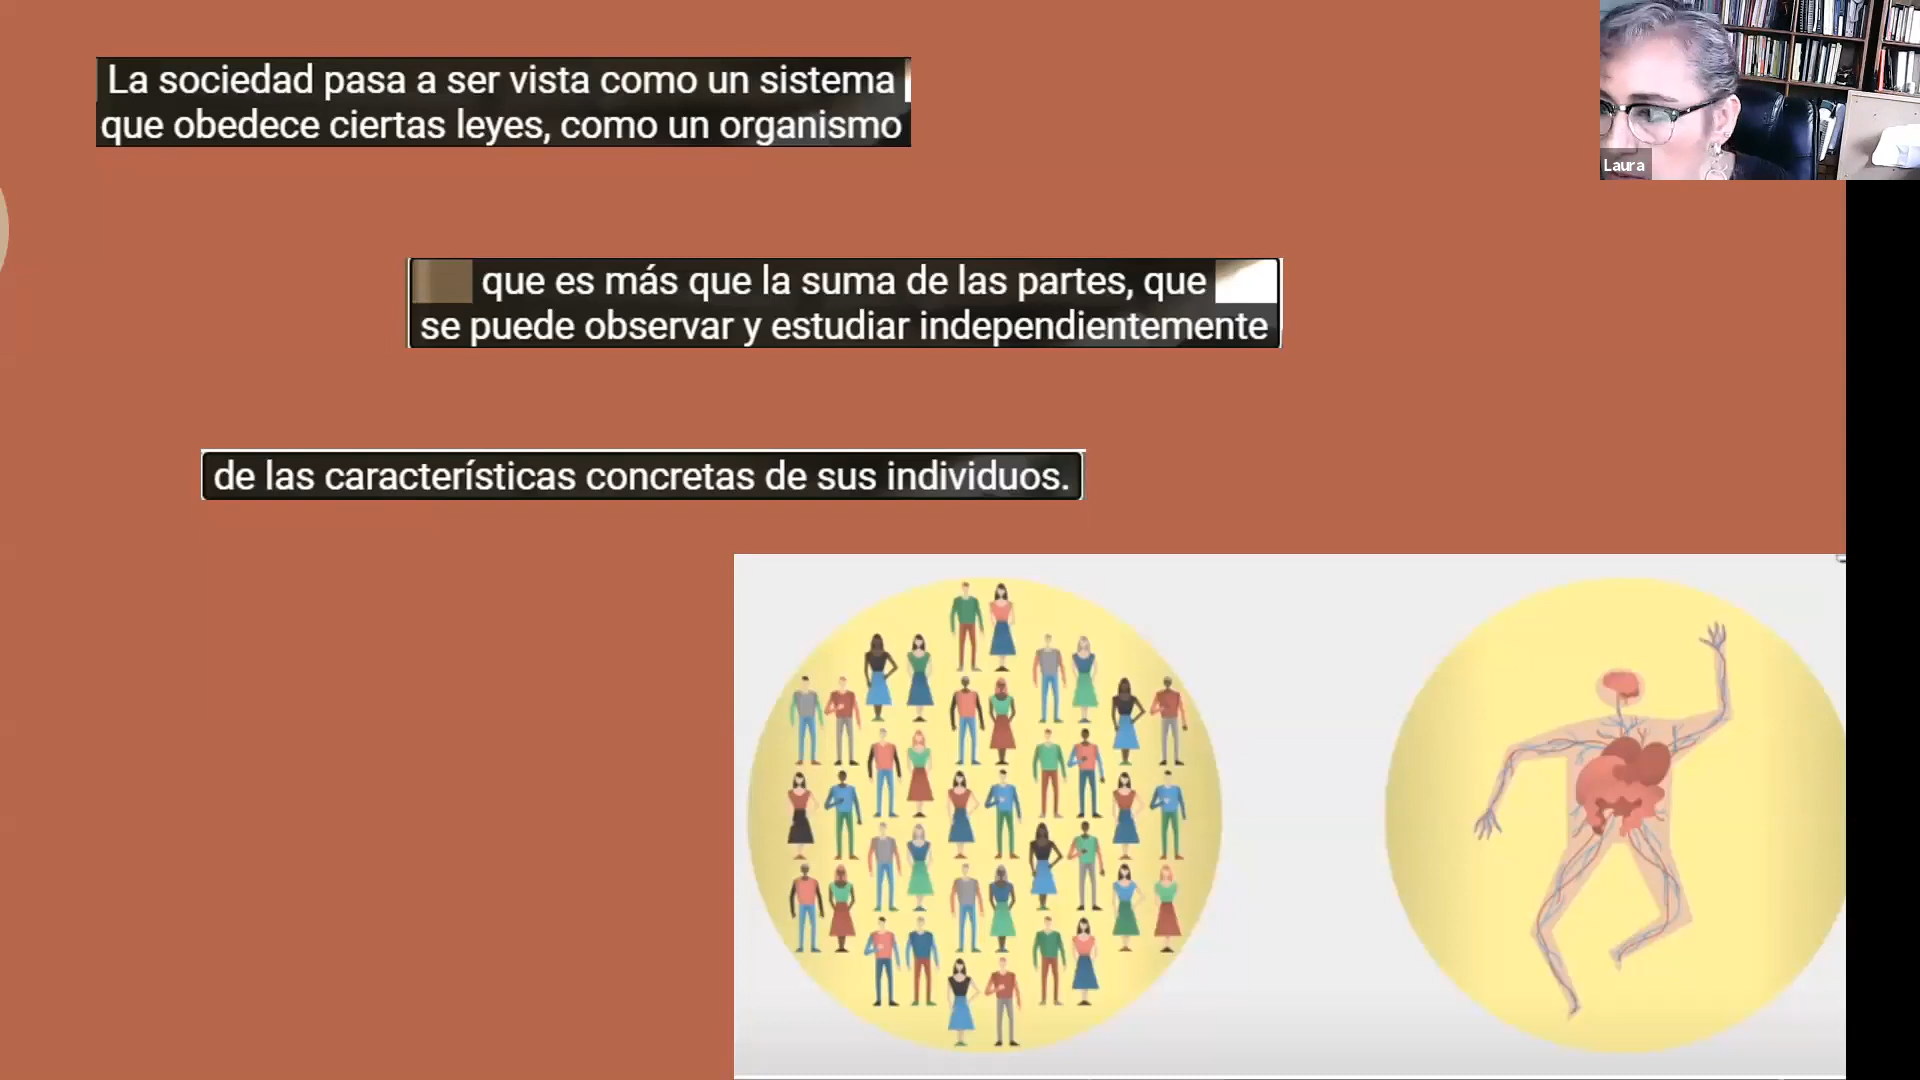 La sociedad pasa a ser vista como un sistema
que obedece ciertas leyes, como un organismo
que es más que la suma de las partes, que
se puede observar y estudiar independientemente
de las características concretas de sus individuos.
Laura